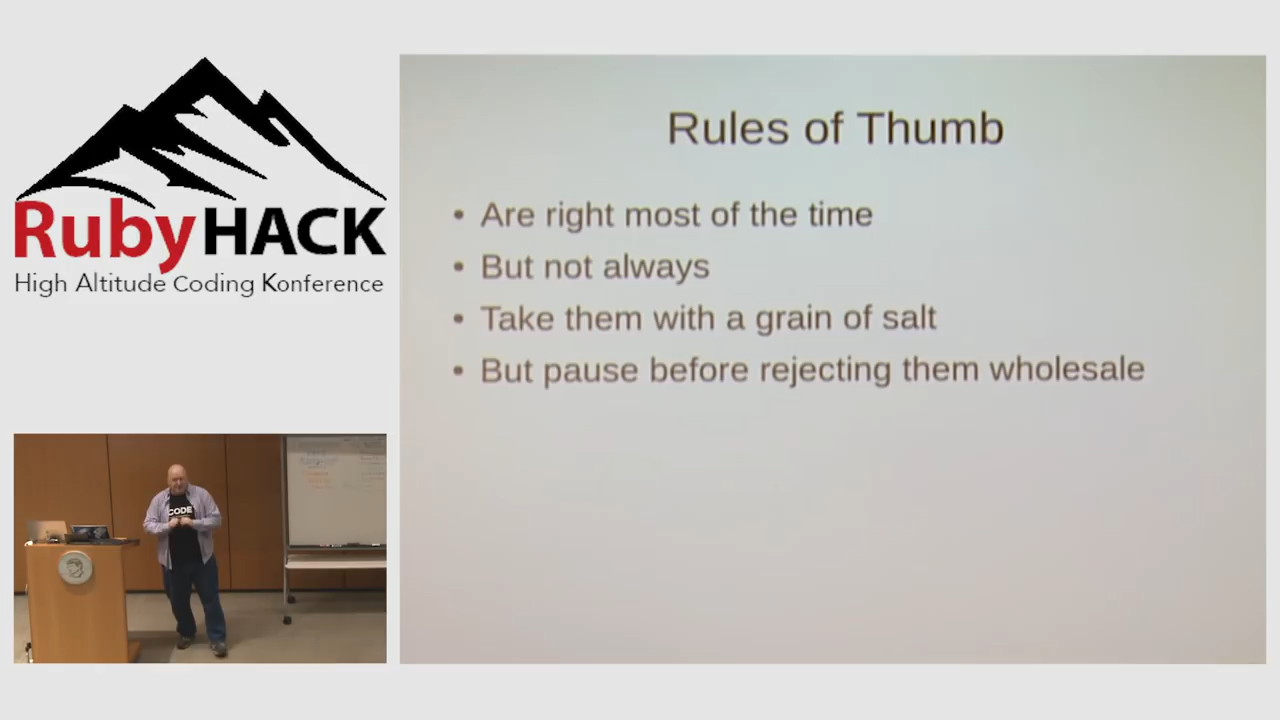 RubyHACK
High Altitude Coding Konference
Rules of Thumb
• Are right most of the time
• But not always
• Take them with a grain of salt
• But pause before rejecting them wholesale
CODE